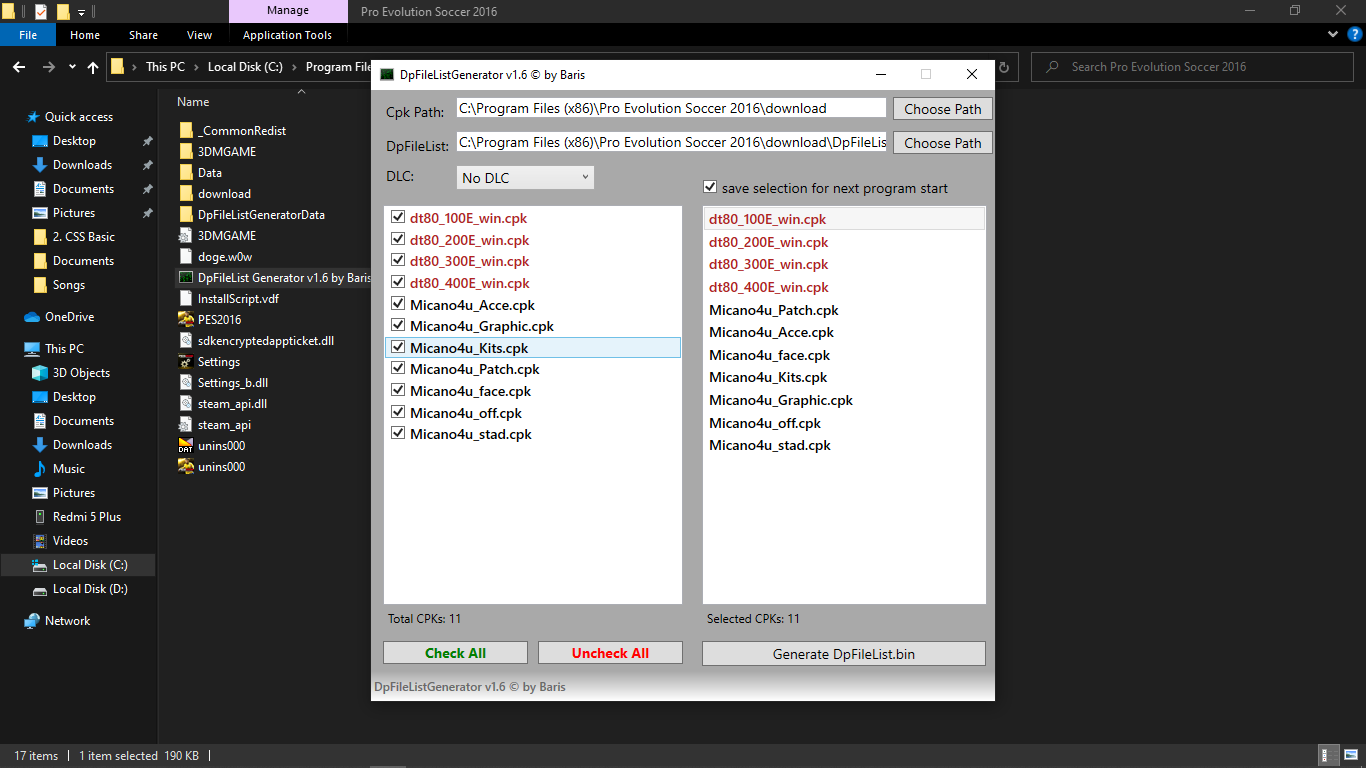 Manage
Pro Evolution Soccer 2016
File
Home
Share
View
Application Tools
This PC
Local Disk (C:)
Program File
Search Pro Evolution Soccer 2016
Quick access
Desktop
Downloads
Documents
Pictures
2. CSS Basic
Documents
Songs
OneDrive
This PC
3D Objects
Desktop
Documents
Downloads
Music
Pictures
Redmi 5 Plus
Videos
Local Disk (C:)
Local Disk (D:)
Network
Name
_CommonRedist
3DMGAME
Data
download
DpFileListGeneratorData
3DMGAME
doge.w0w
DpFileList Generator v1.6 by Baris
InstallScript.vdf
PES2016
sdkencryptedappticket.dll
Settings
Settings_b.dll
steam_api.dll
steam_api
DAT
unins000
unins000
DpFileListGenerator v1.6 © by Baris
Cpk Path:
C:\Program Files (x86)\Pro Evolution Soccer 2016\download
Choose Path
DpFileList:
C:\Program Files (x86)\Pro Evolution Soccer 2016\download\DpFileLis
Choose Path
DLC:
No DLC
save selection for next program start
dt80_100E_win.cpk
dt80_200E_win.cpk
dt80_300E_win.cpk
dt80_400E_win.cpk
Micano4u_Acce.cpk
Micano4u_Graphic.cpk
Micano4u_Kits.cpk
Micano4u_Patch.cpk
Micano4u_face.cpk
Micano4u_off.cpk
Micano4u_stad.cpk
dt80_100E_win.cpk
dt80_200E_win.cpk
dt80_300E_win.cpk
dt80_400E_win.cpk
Micano4u_Patch.cpk
Micano4u_Acce.cpk
Micano4u_face.cpk
Micano4u_Kits.cpk
Micano4u_Graphic.cpk
Micano4u_off.cpk
Micano4u_stad.cpk
Total CPKs: 11
Selected CPKs: 11
Check All
Uncheck All
Generate DpFileList.bin
DpFileListGenerator v1.6 © by Baris
17 items
1 item selected 190 KB